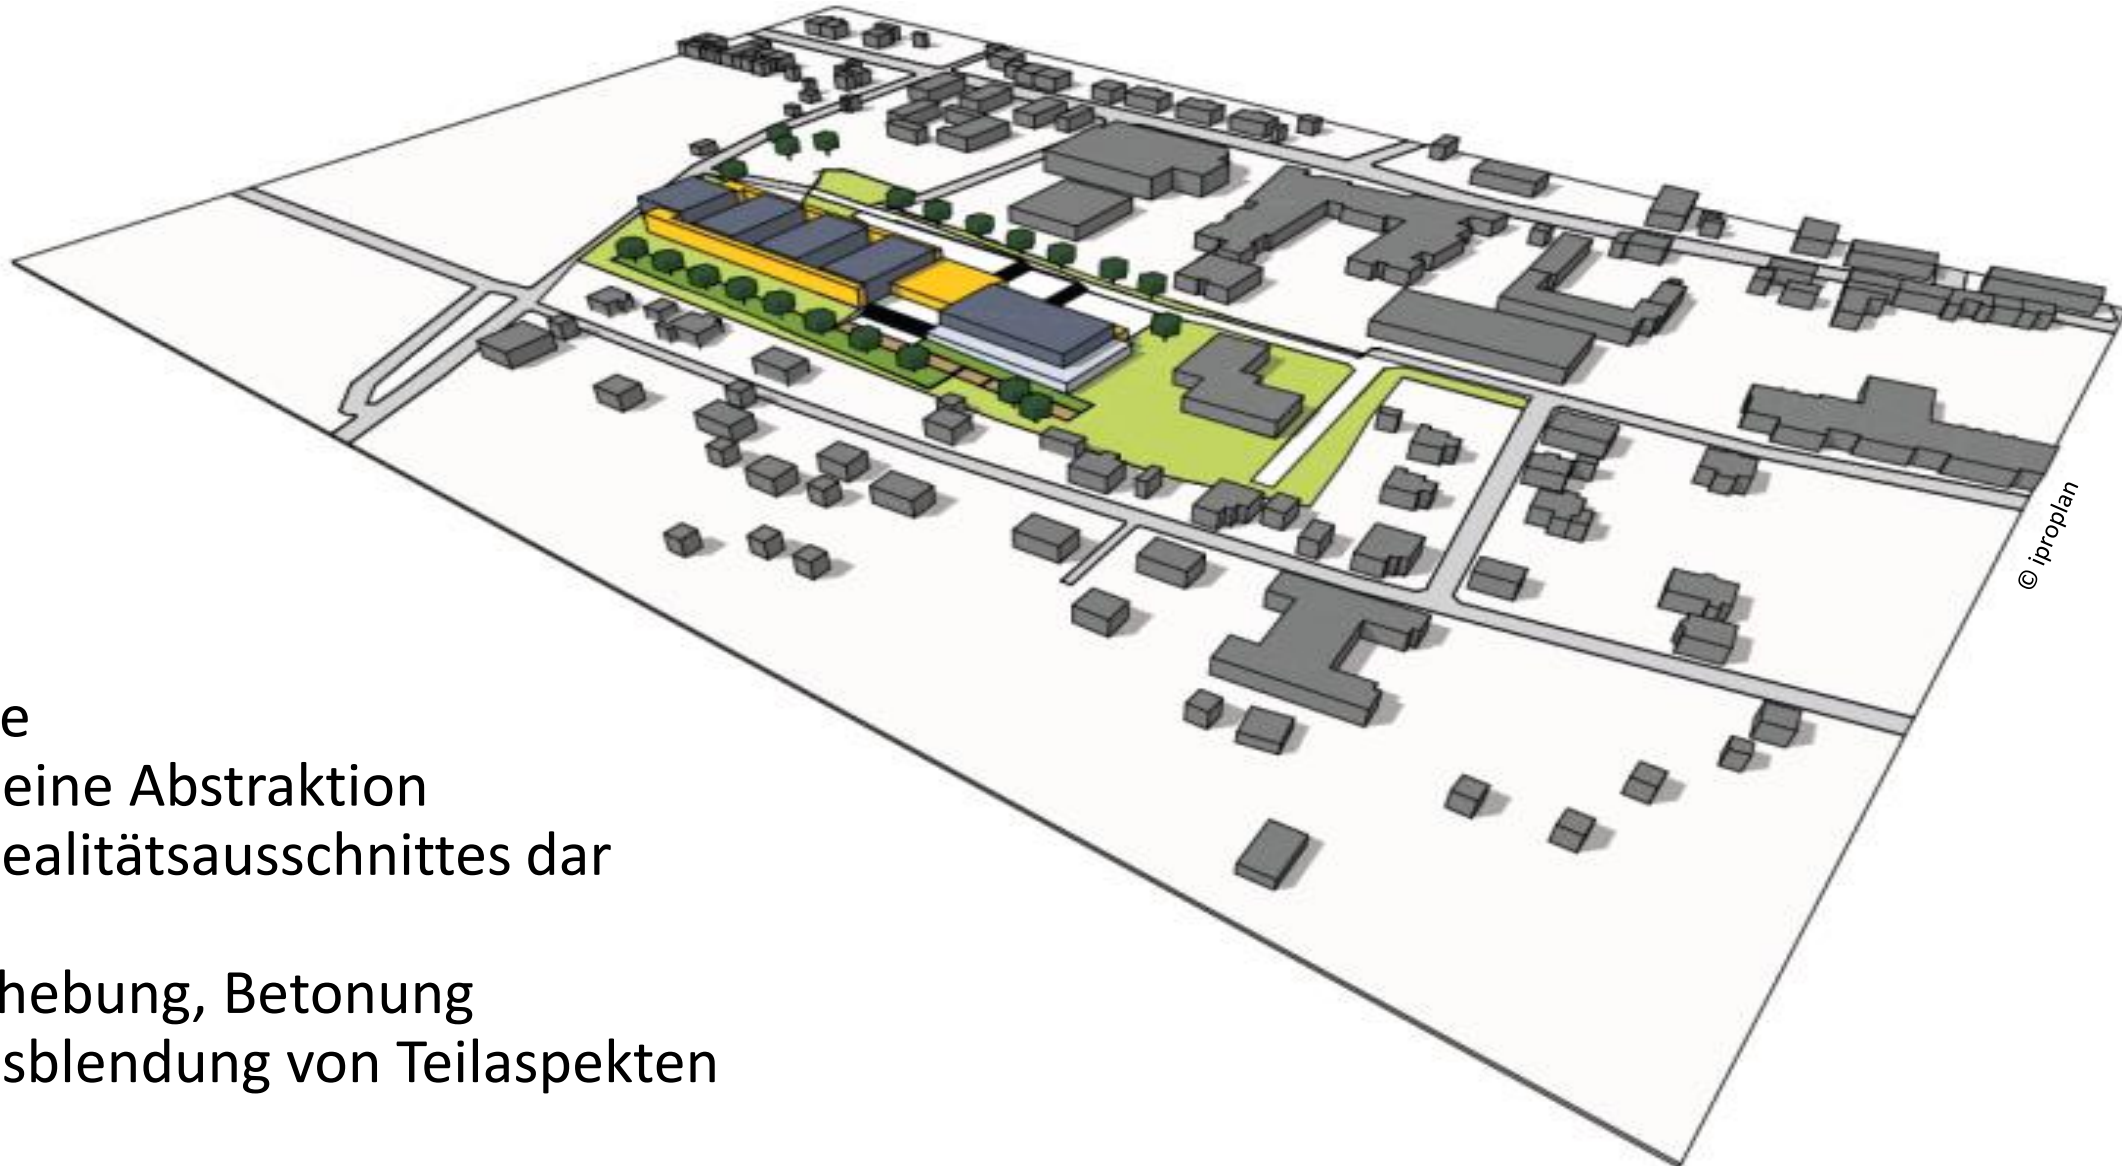 e
eine Abstraktion
ealitätsausschnittes dar
hebung, Betonung
sblendung von Teilaspekten
© iproplan